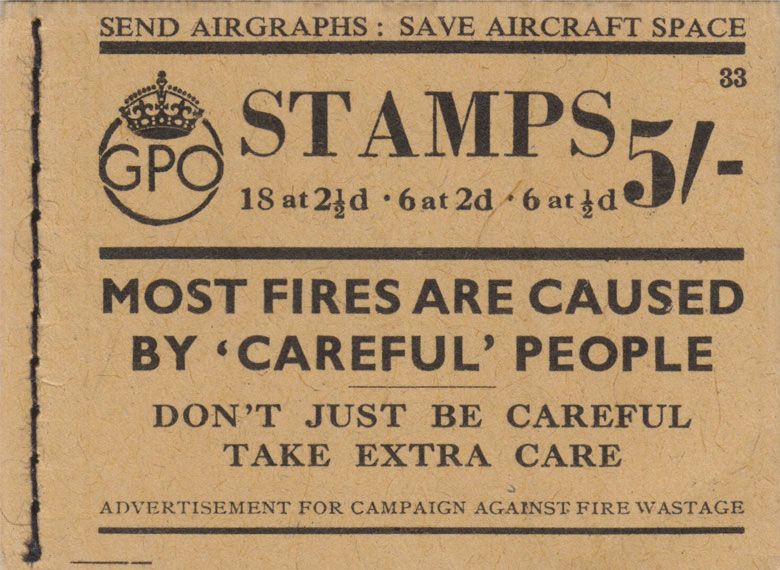 SEND AIRGRAPHS : SAVE AIRCRAFT SPACE
33
GPO
STAMPS 5/-
18 at 2½d · 6 at 2d · 6 at ½d
MOST FIRES ARE CAUSED
BY ‘CAREFUL’ PEOPLE
DON'T JUST BE CAREFUL
TAKE EXTRA CARE
ADVERTISEMENT FOR CAMPAIGN AGAINST FIRE WASTAGE